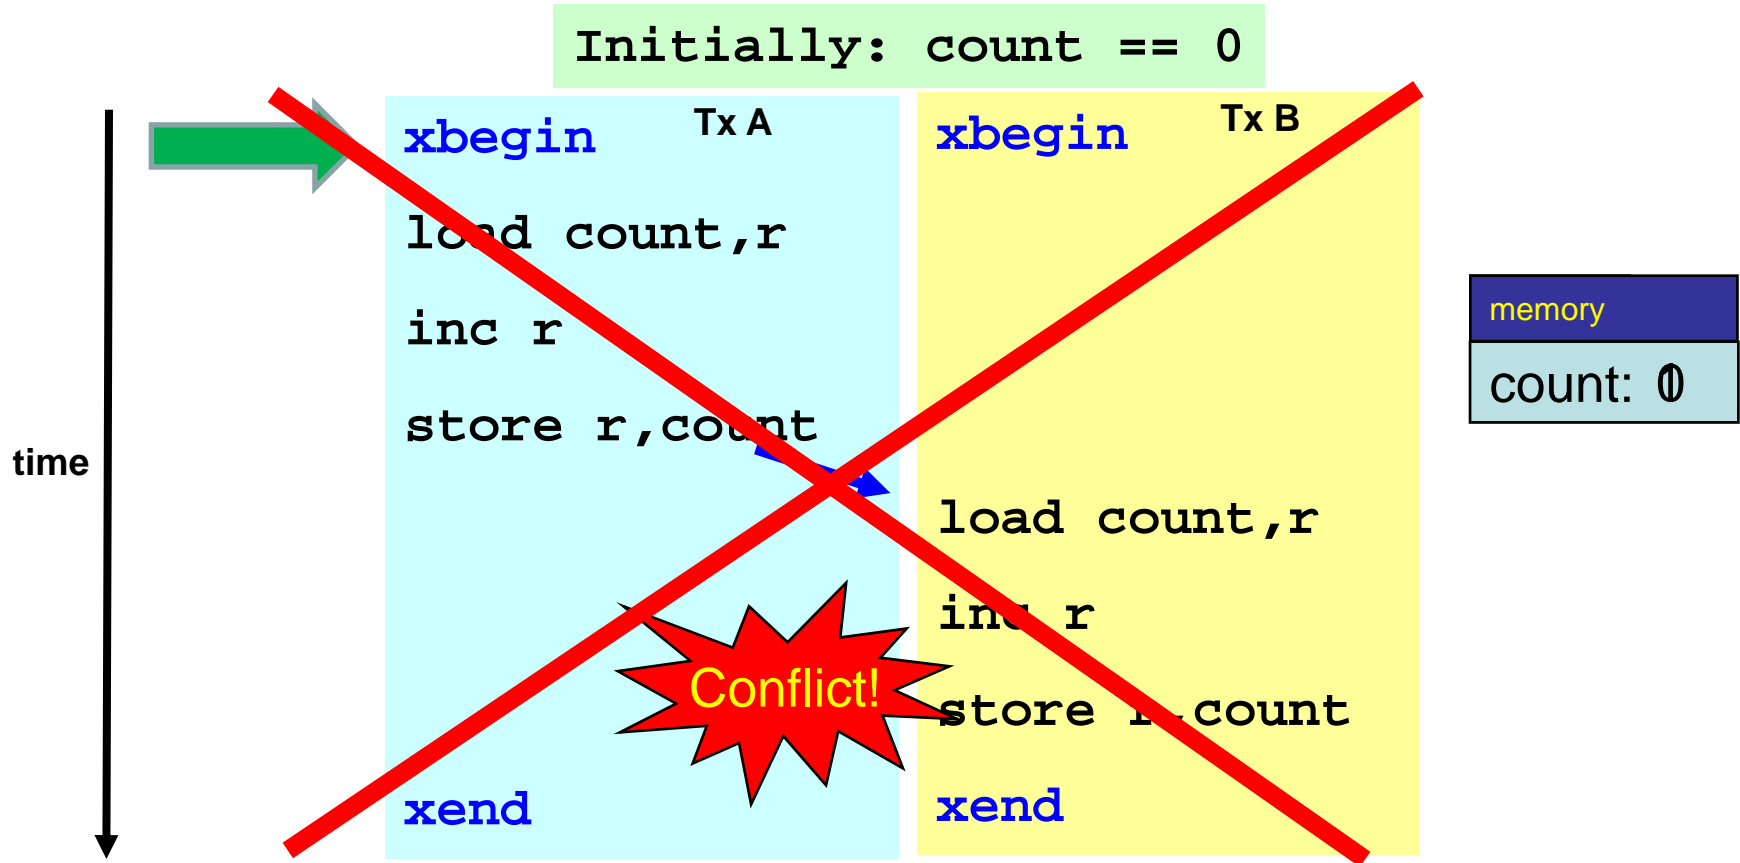 Initially: count == 0
Tx A
xbegin
load count,r
inc r
store r,count
xend
Tx B
xbegin
load count,r
inc r
store r,count
xend
Conflict!
time
memory
count: